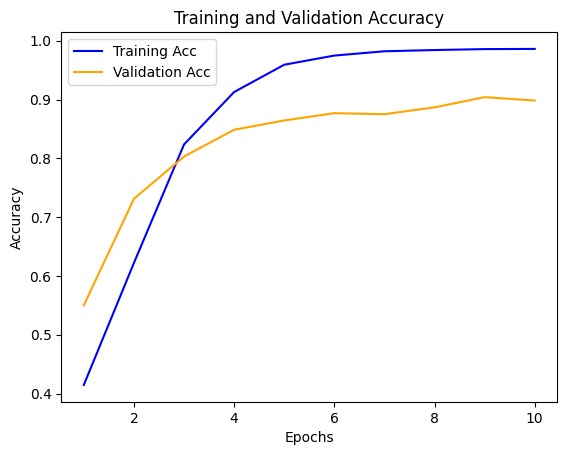 Training and Validation Accuracy
Training Acc
Validation Acc
1.0
0.9
0.8
0.7
0.6
0.5
0.4
Accuracy
2 4 6 8 10
Epochs